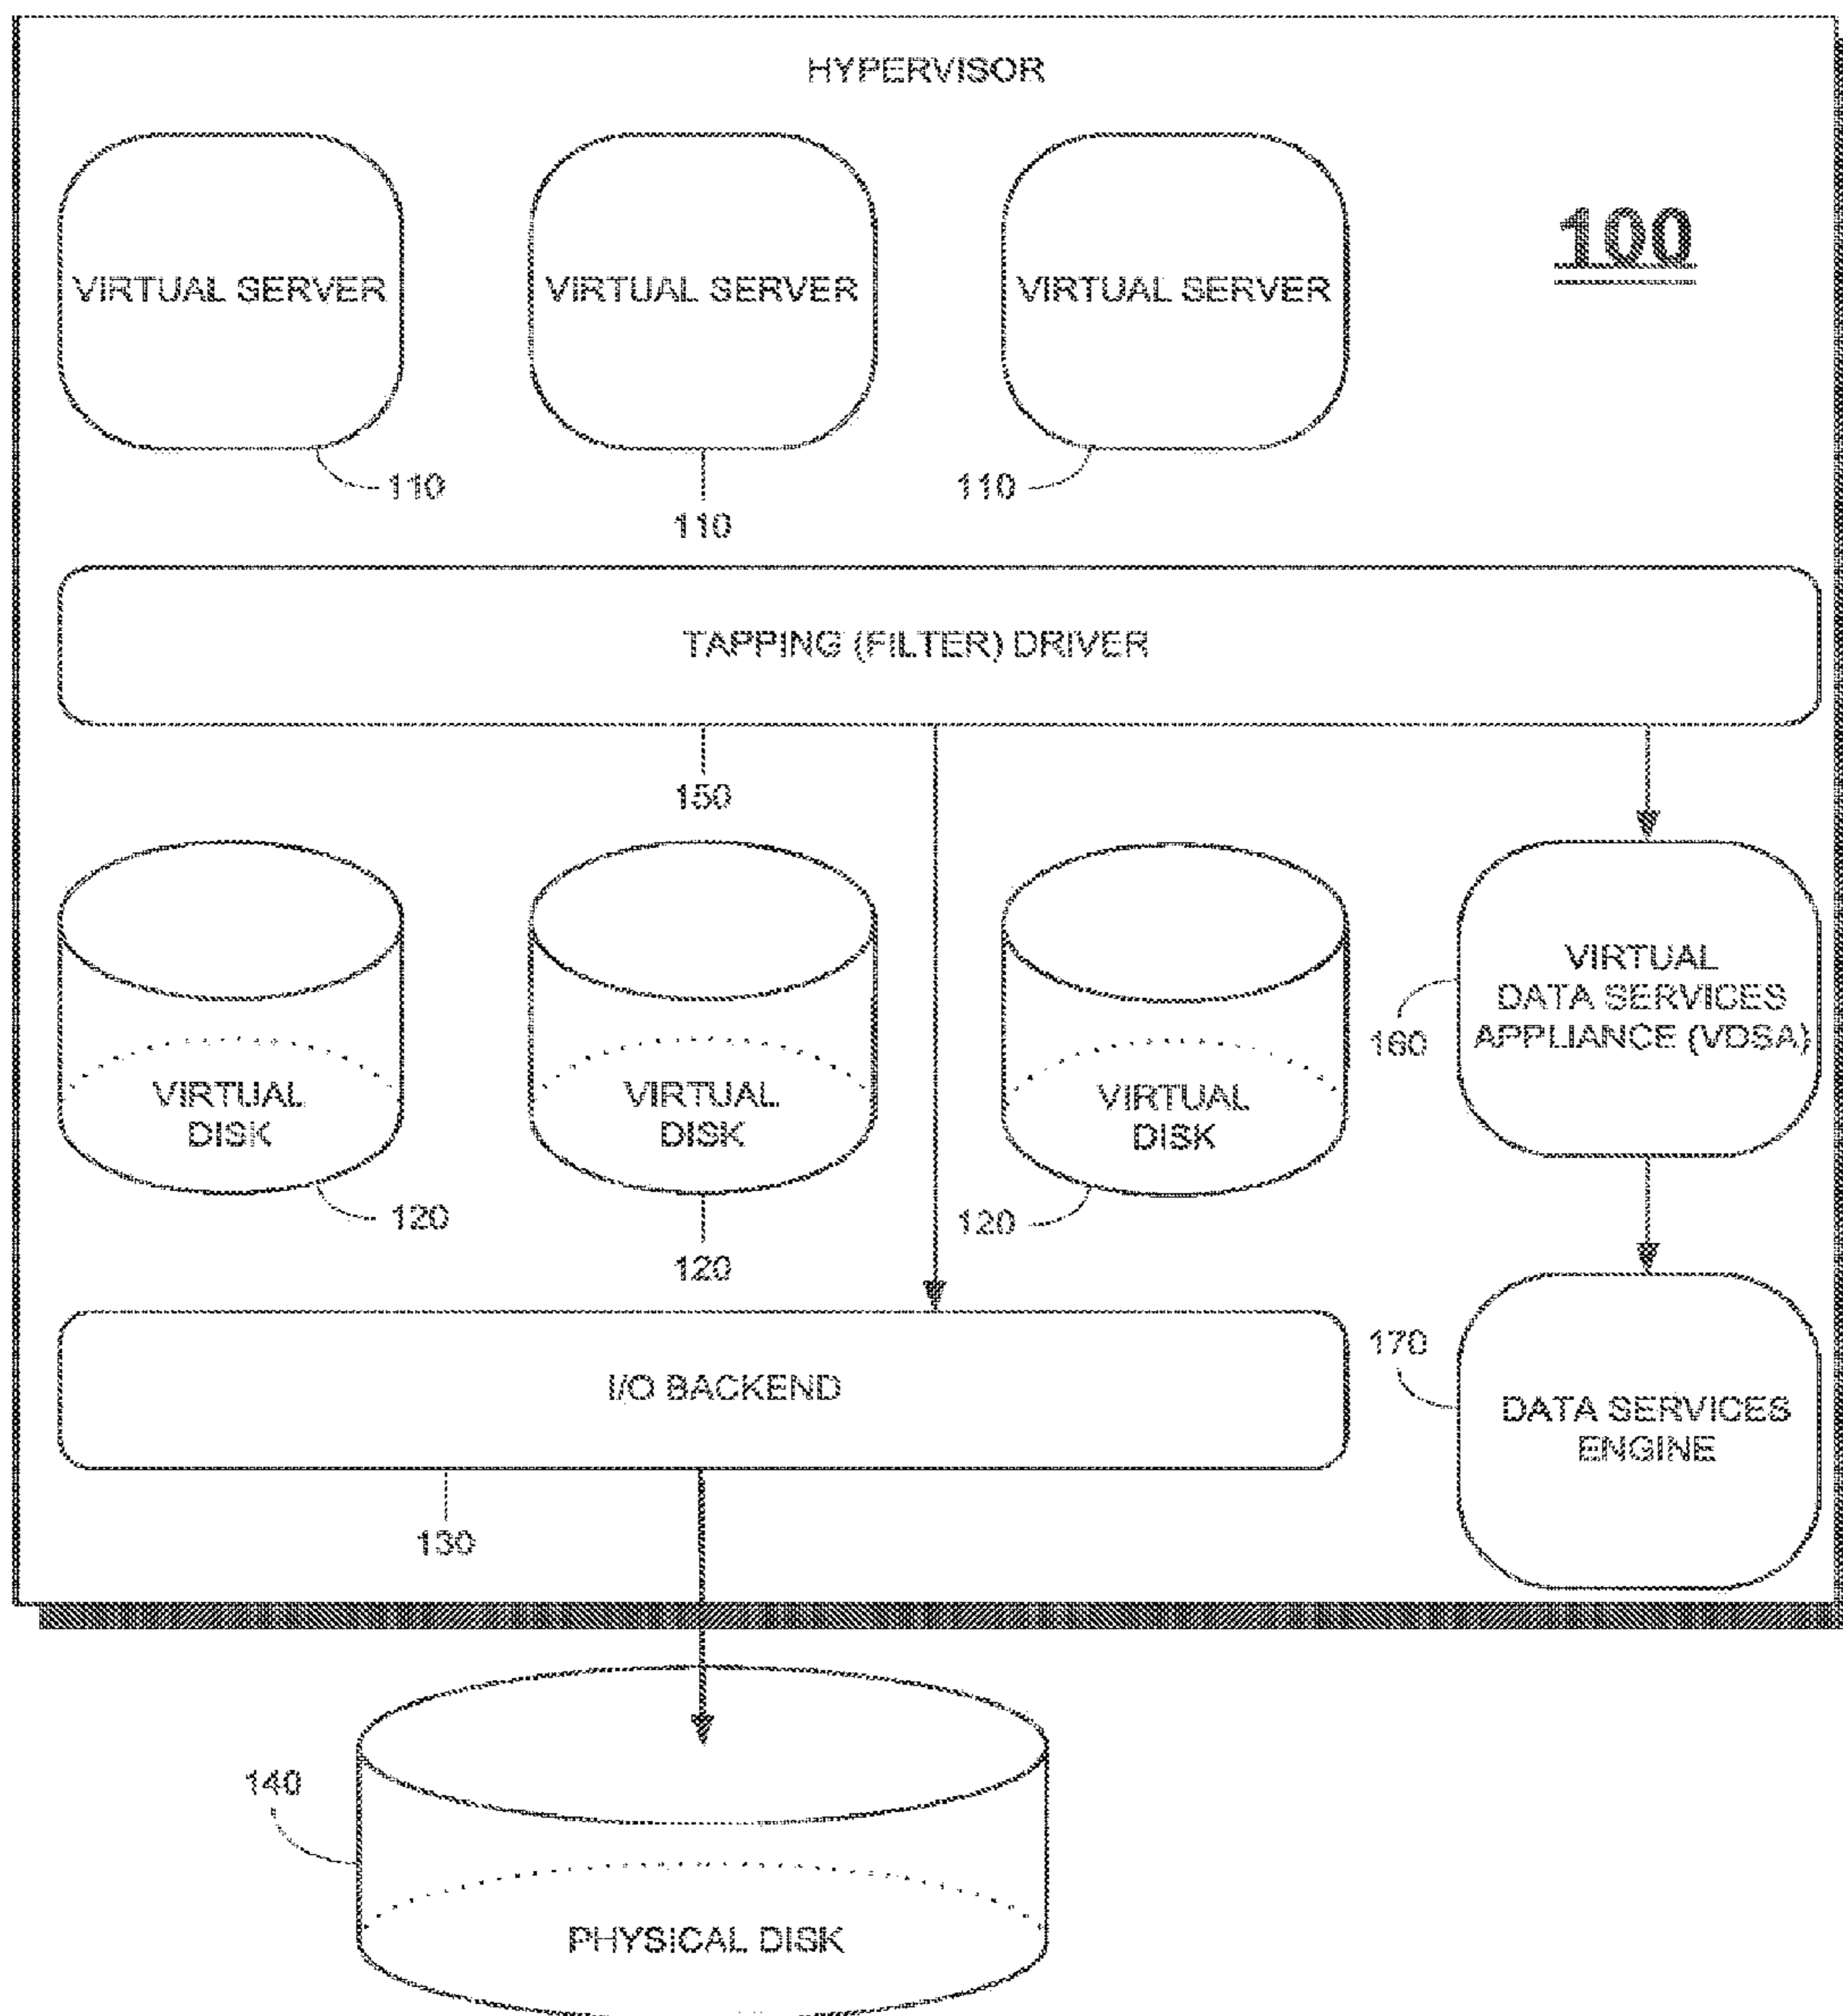 HYPERVISOR
100
VIRTUAL SERVER
VIRTUAL SERVER
VIRTUAL SERVER
110
110
110
TAPPING (FILTER) DRIVER
150
VIRTUAL
DISK
VIRTUAL
DISK
VIRTUAL
DISK
VIRTUAL
DATA SERVICES
APPLIANCE (VDSA)
160
120
120
120
I/O BACKEND
130
170
DATA SERVICES
ENGINE
140
PHYSICAL DISK